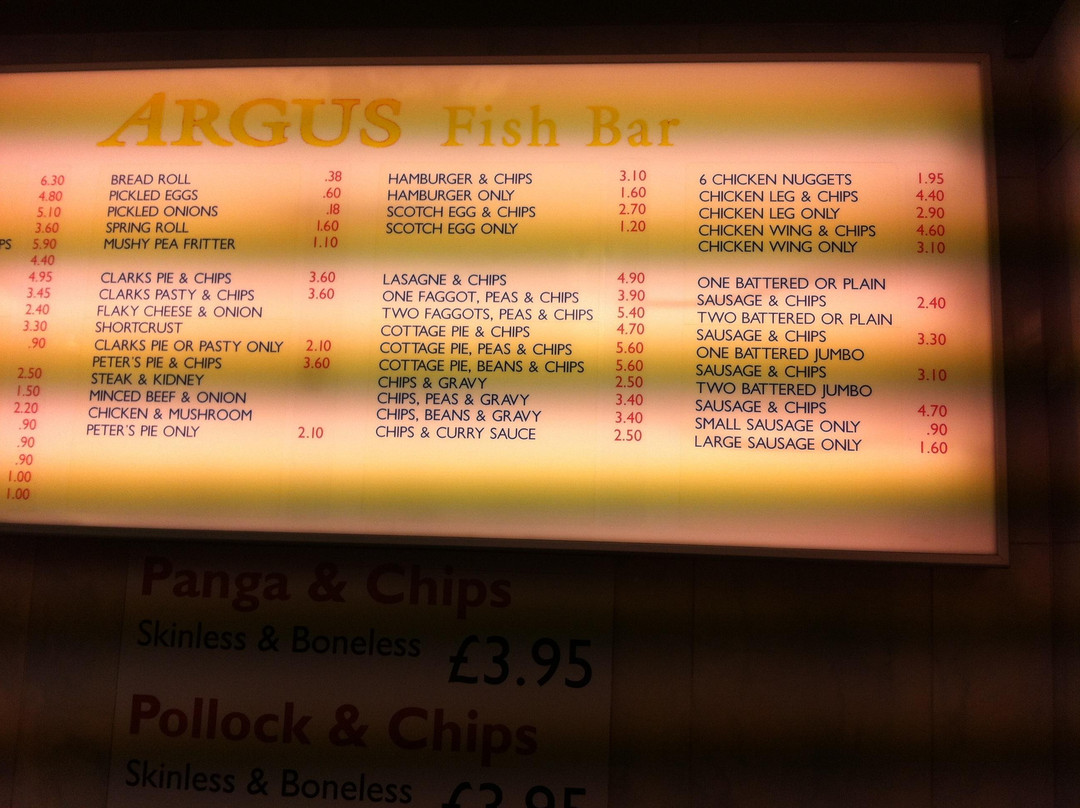 ARGUS Fish Bar
6.30
4.80
5.10
3.60
PS 5.90
4.40
4.95
3.45
2.40
3.30
.90
2.50
1.50
2.20
.90
.90
.90
1.00
1.00
BREAD ROLL .38
PICKLED EGGS .60
PICKLED ONIONS .18
SPRING ROLL 1.60
MUSHY PEA FRITTER 1.10
CLARKS PIE & CHIPS 3.60
CLARKS PASTY & CHIPS 3.60
FLAKY CHEESE & ONION
SHORTCRUST
CLARKS PIE OR PASTY ONLY 2.10
PETER'S PIE & CHIPS 3.60
STEAK & KIDNEY
MINCED BEEF & ONION
CHICKEN & MUSHROOM
PETER'S PIE ONLY 2.10
HAMBURGER & CHIPS 3.10
HAMBURGER ONLY 1.60
SCOTCH EGG & CHIPS 2.70
SCOTCH EGG ONLY 1.20
LASAGNE & CHIPS 4.90
ONE FAGGOT, PEAS & CHIPS 3.90
TWO FAGGOTS, PEAS & CHIPS 5.40
COTTAGE PIE & CHIPS 4.70
COTTAGE PIE, PEAS & CHIPS 5.60
COTTAGE PIE, BEANS & CHIPS 5.60
CHIPS & GRAVY 2.50
CHIPS, PEAS & GRAVY 3.40
CHIPS, BEANS & GRAVY 3.40
CHIPS & CURRY SAUCE 2.50
6 CHICKEN NUGGETS 1.95
CHICKEN LEG & CHIPS 4.40
CHICKEN LEG ONLY 2.90
CHICKEN WING & CHIPS 4.60
CHICKEN WING ONLY 3.10
ONE BATTERED OR PLAIN
SAUSAGE & CHIPS 2.40
TWO BATTERED OR PLAIN
SAUSAGE & CHIPS 3.30
ONE BATTERED JUMBO
SAUSAGE & CHIPS 3.10
TWO BATTERED JUMBO
SAUSAGE & CHIPS 4.70
SMALL SAUSAGE ONLY .90
LARGE SAUSAGE ONLY 1.60
Panga & Chips
Skinless & Boneless £3.95
Pollock & Chips
Skinless & Boneless £3.95